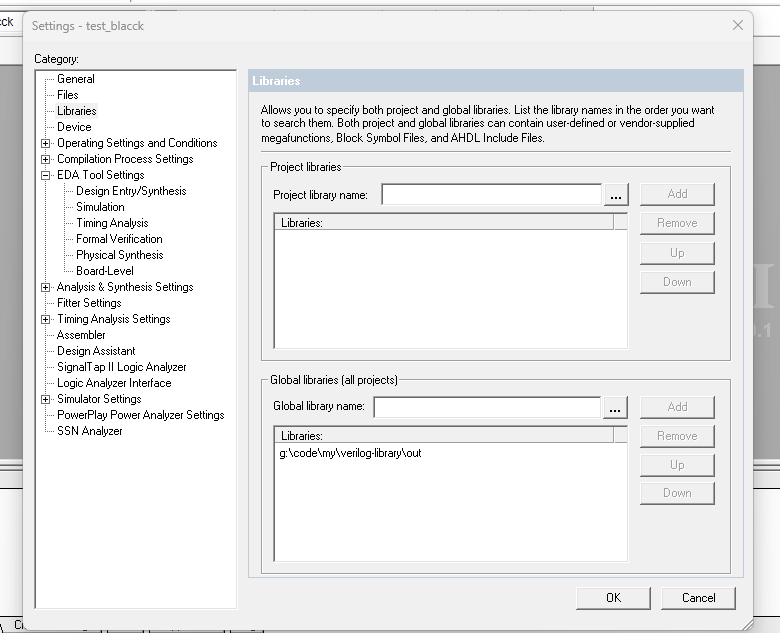 cck
Settings - test_blacck
Category:
General
Files
Libraries
Device
Operating Settings and Conditions
Compilation Process Settings
EDA Tool Settings
Design Entry/Synthesis
Simulation
Timing Analysis
Formal Verification
Physical Synthesis
Board-Level
Analysis & Synthesis Settings
Fitter Settings
Timing Analysis Settings
Assembler
Design Assistant
SignalTap II Logic Analyzer
Logic Analyzer Interface
Simulator Settings
PowerPlay Power Analyzer Settings
SSN Analyzer
Libraries
Allows you to specify both project and global libraries. List the library names in the order you want
to search them. Both project and global libraries can contain user-defined or vendor-supplied
megafunctions, Block Symbol Files, and AHDL Include Files.
Project libraries
Project library name:
...
Add
Libraries:
Remove
Up
Down
Global libraries (all projects)
Global library name:
...
Add
Libraries:
Remove
g:\code\my\verilog-library\out
Up
Down
OK
Cancel